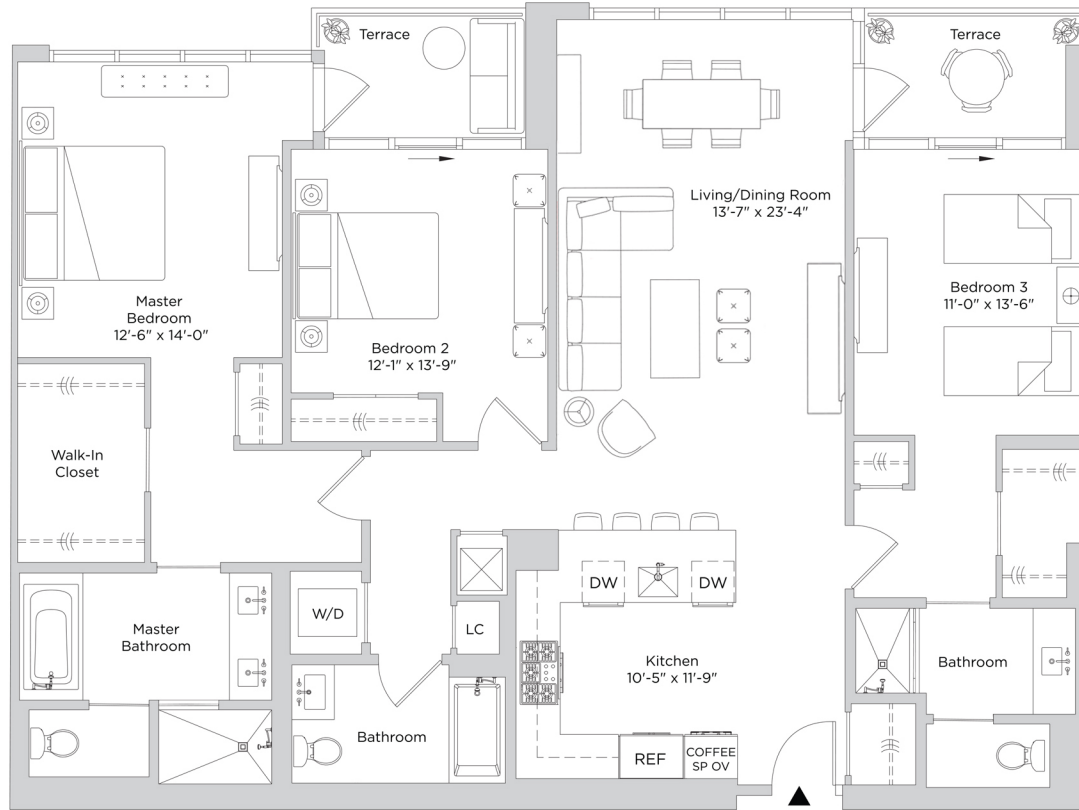 Terrace
Terrace
Living/Dining Room
13'-7" x 23'-4"
Master
Bedroom
12'-6" x 14'-0"
Bedroom 3
11'-0" x 13'-6"
Bedroom 2
12'-1" x 13'-9"
Walk-In
Closet
DW
DW
W/D
LC
Master
Bathroom
Kitchen
10'-5" x 11'-9"
Bathroom
Bathroom
REF
COFFEE
SP OV